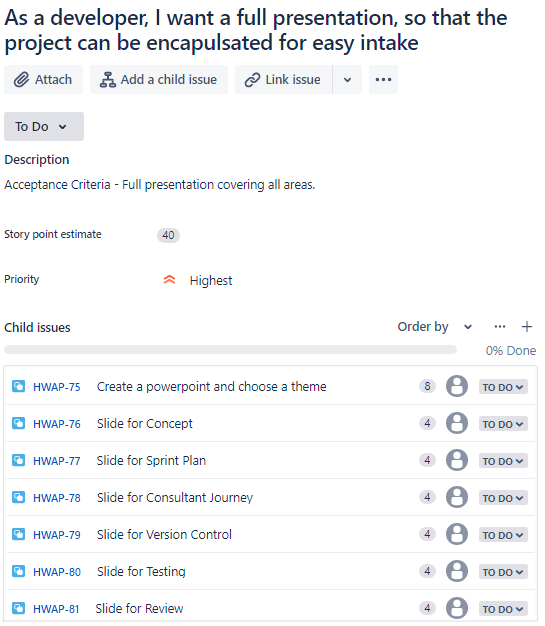 As a developer, I want a full presentation, so that the
project can be encapulsated for easy intake
Attach Add a child issue Link issue
To Do
Description
Acceptance Criteria - Full presentation covering all areas.
Story point estimate 40
Priority Highest
Child issues Order by
0% Done
HWAP-75 Create a powerpoint and choose a theme 8 TO DO
HWAP-76 Slide for Concept 4 TO DO
HWAP-77 Slide for Sprint Plan 4 TO DO
HWAP-78 Slide for Consultant Journey 4 TO DO
HWAP-79 Slide for Version Control 4 TO DO
HWAP-80 Slide for Testing 4 TO DO
HWAP-81 Slide for Review 4 TO DO